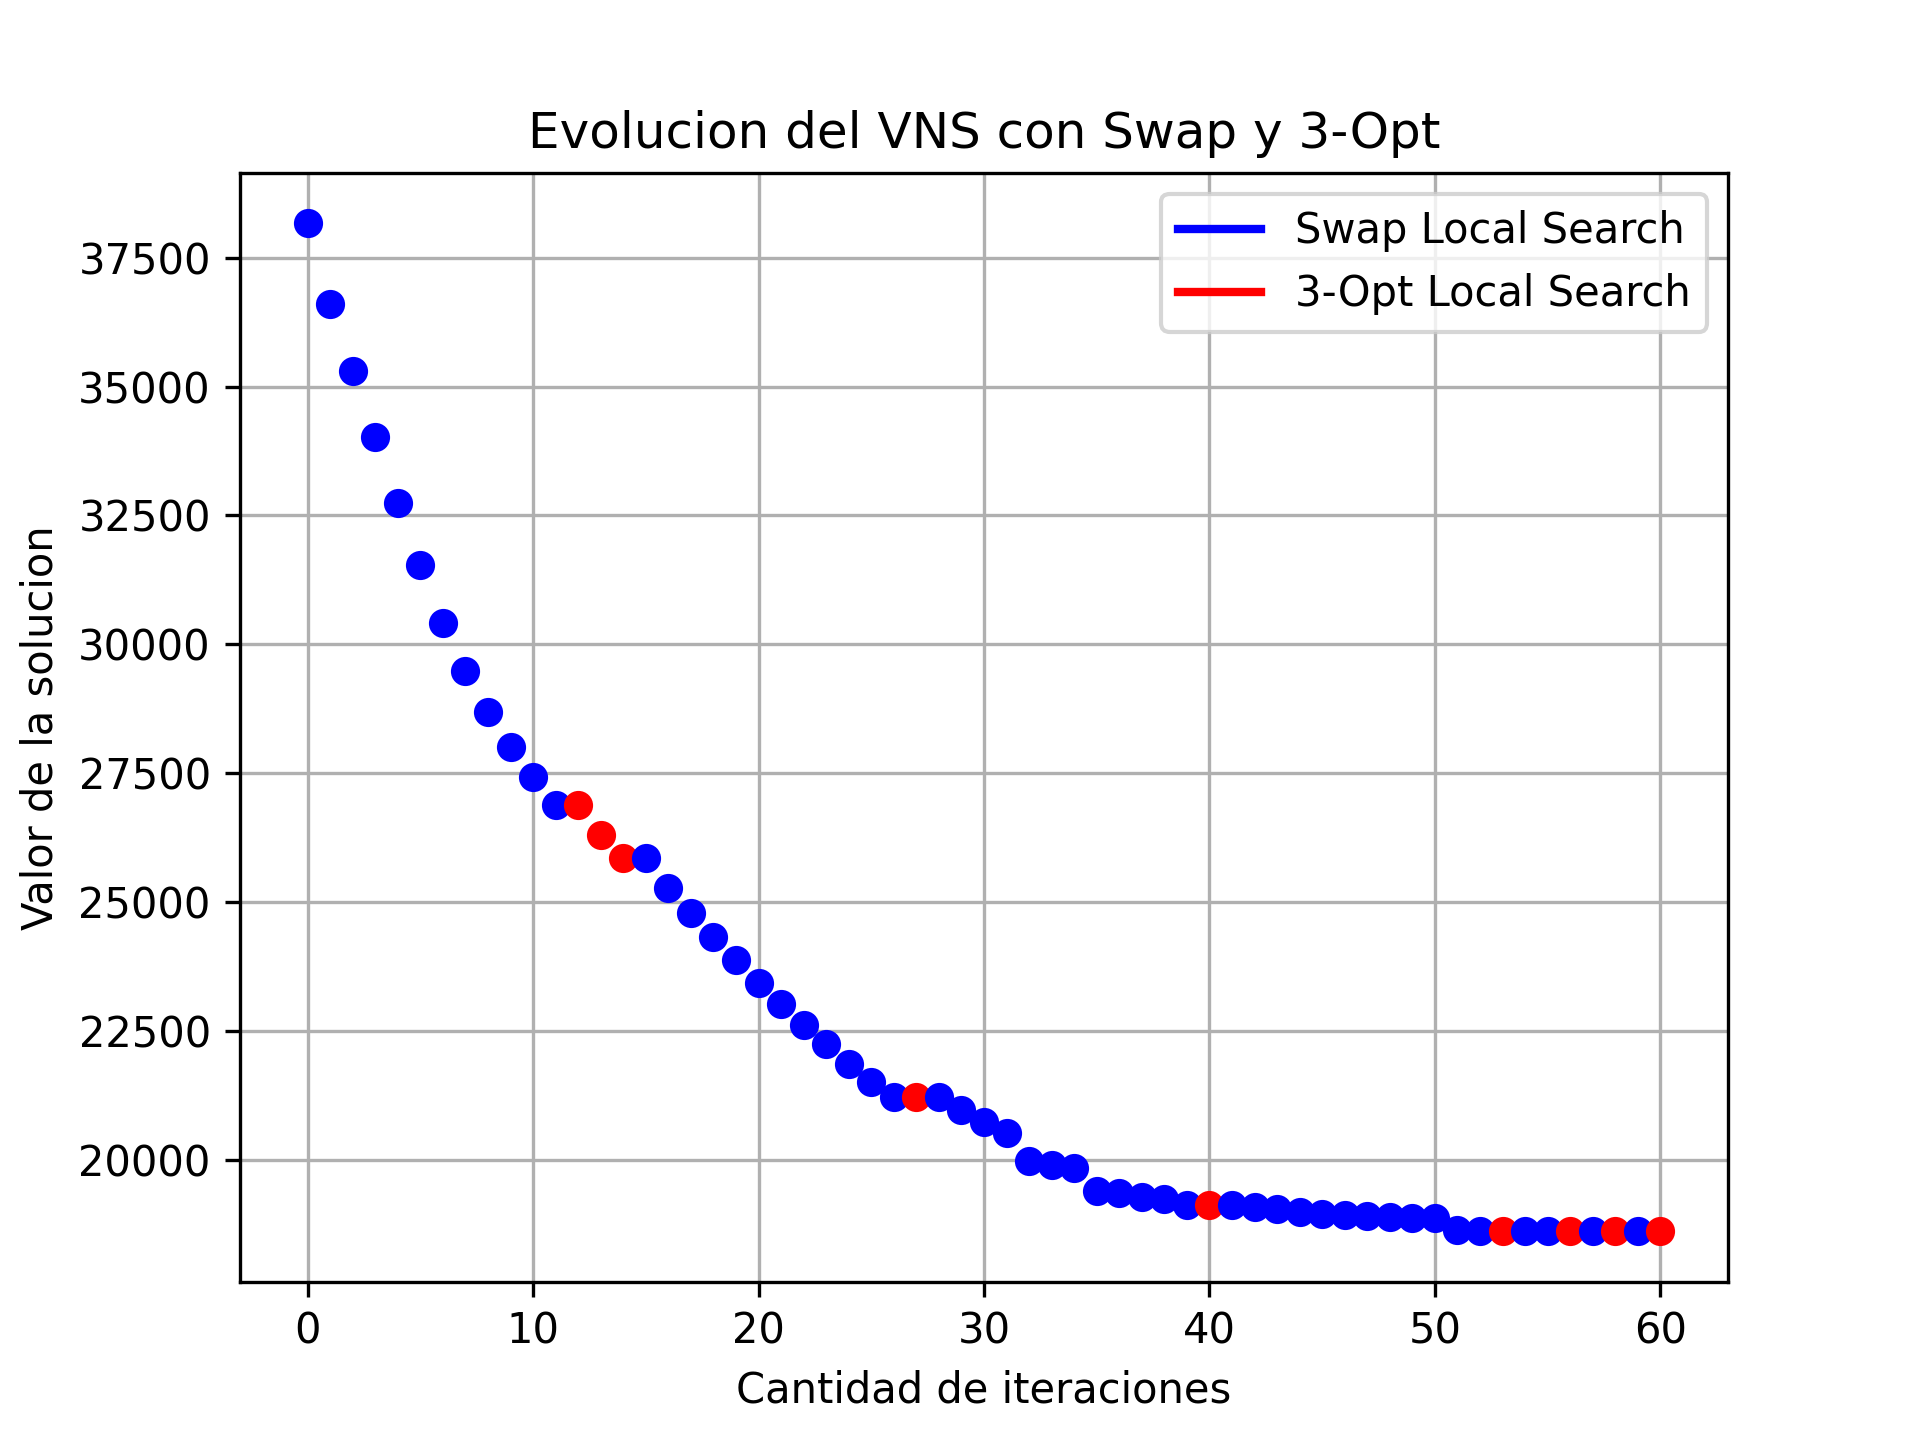 Evolucion del VNS con Swap y 3-Opt
Swap Local Search
3-Opt Local Search
Valor de la solucion
37500
35000
32500
30000
27500
25000
22500
20000
0 10 20 30 40 50 60
Cantidad de iteraciones